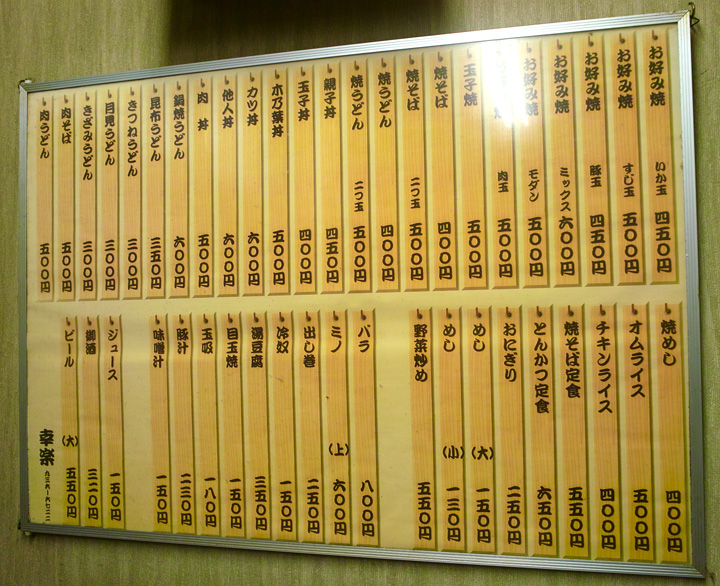 お好み焼 いか玉 四五〇円
お好み焼 すじ玉 五〇〇円
お好み焼 豚玉 四五〇円
お好み焼 ミックス 六〇〇円
お好み焼 モダン 五〇〇円
肉玉 五〇〇円
玉子焼 五〇〇円
焼そば 四〇〇円
焼そば 二つ玉 五〇〇円
焼うどん 四〇〇円
焼うどん 二つ玉 五〇〇円
親子丼 四五〇円
玉子丼 四〇〇円
木乃葉丼 五〇〇円
カツ丼 六〇〇円
他人丼 六〇〇円
肉丼 五〇〇円
鍋焼うどん 六〇〇円
昆布うどん 三五〇円
きつねうどん 三〇〇円
月見うどん 三〇〇円
きざみうどん 三〇〇円
肉そば 五〇〇円
肉うどん 五〇〇円
焼めし 四〇〇円
オムライス 五〇〇円
チキンライス 四〇〇円
焼そば定食 五五〇円
とんかつ定食 六五〇円
おにぎり 二五〇円
めし (大) 一五〇円
めし (小) 一三〇円
野菜炒め 五五〇円
バラ 八〇〇円
ミノ (上) 六〇〇円
出し巻 二五〇円
冷奴 一五〇円
湯豆腐 三五〇円
目玉焼 一五〇円
玉吸 一八〇円
豚汁 二三〇円
味噌汁 一五〇円
ジュース 一五〇円
御酒 三二〇円
ビール (大) 五五〇円
幸楽